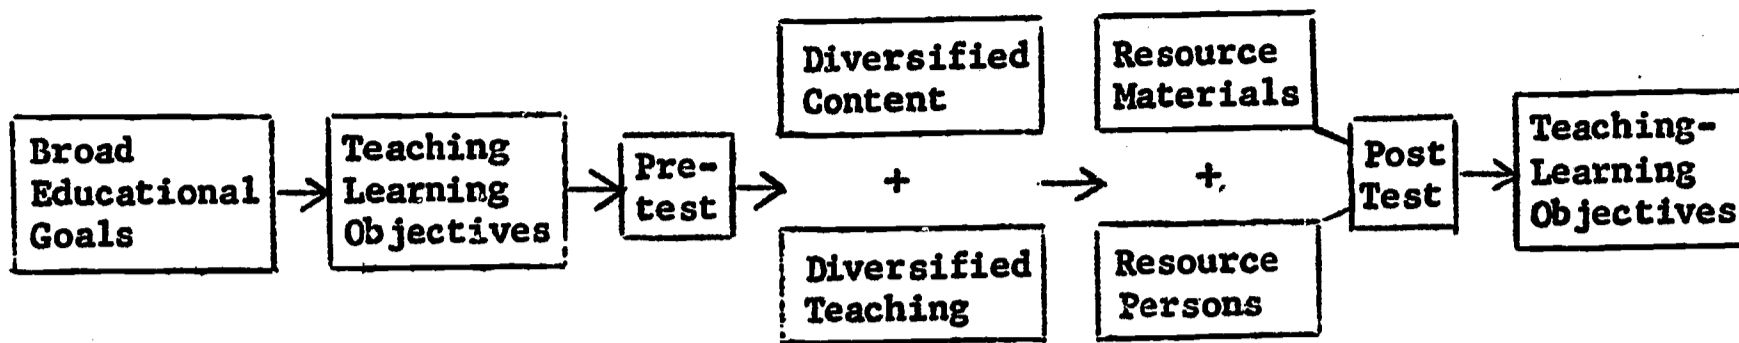 Broad
Educational
Goals
Teaching
Learning
Objectives
Pre-
test
Diversified
Content
+
Diversified
Teaching
Resource
Materials
+
Resource
Persons
Post
Test
Teaching-
Learning
Objectives